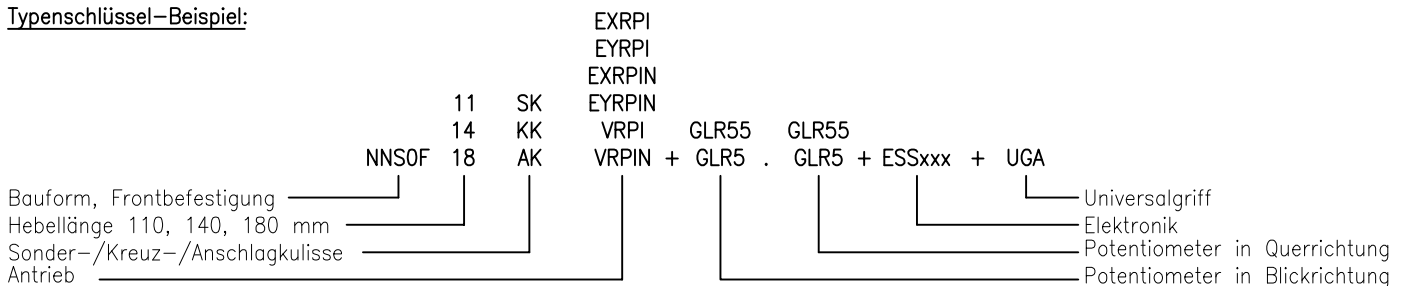 Typenschlüssel-Beispiel:
EXRPI
EYRPI
EXRPIN
11 SK EYRPIN
14 KK VRPI GLR55 GLR55
NNSOF 18 AK VRPIN + GLR5 . GLR5 + ESSxxx + UGA
Bauform, Frontbefestigung Universalgriff
Hebellänge 110, 140, 180 mm Elektronik
Sonder-/Kreuz-/Anschlagkulisse Potentiometer in Querrichtung
Antrieb Potentiometer in Blickrichtung